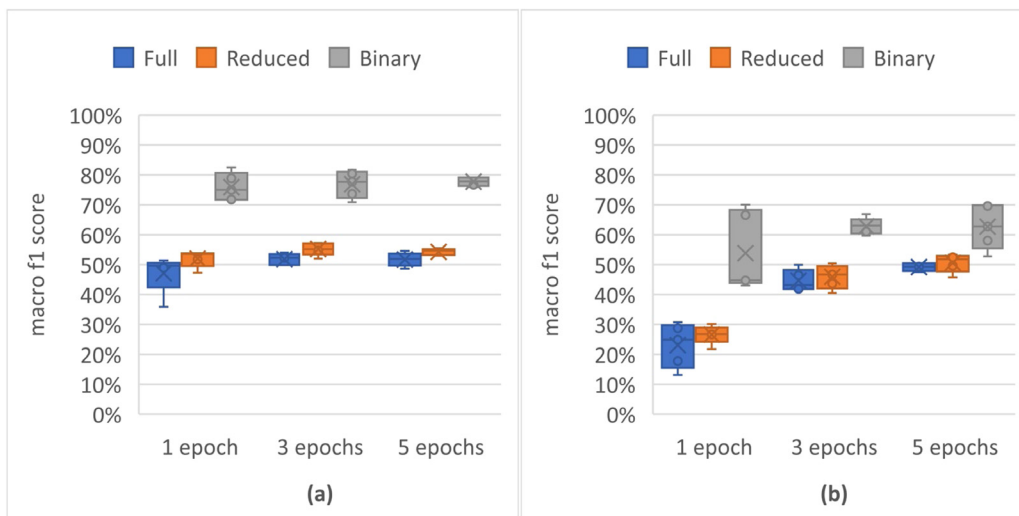 Full Reduced Binary
100%
90%
80%
70%
60%
50%
40%
30%
20%
10%
0%
macro f1 score
1 epoch 3 epochs 5 epochs
(a)
Full Reduced Binary
100%
90%
80%
70%
60%
50%
40%
30%
20%
10%
0%
macro f1 score
1 epoch 3 epochs 5 epochs
(b)